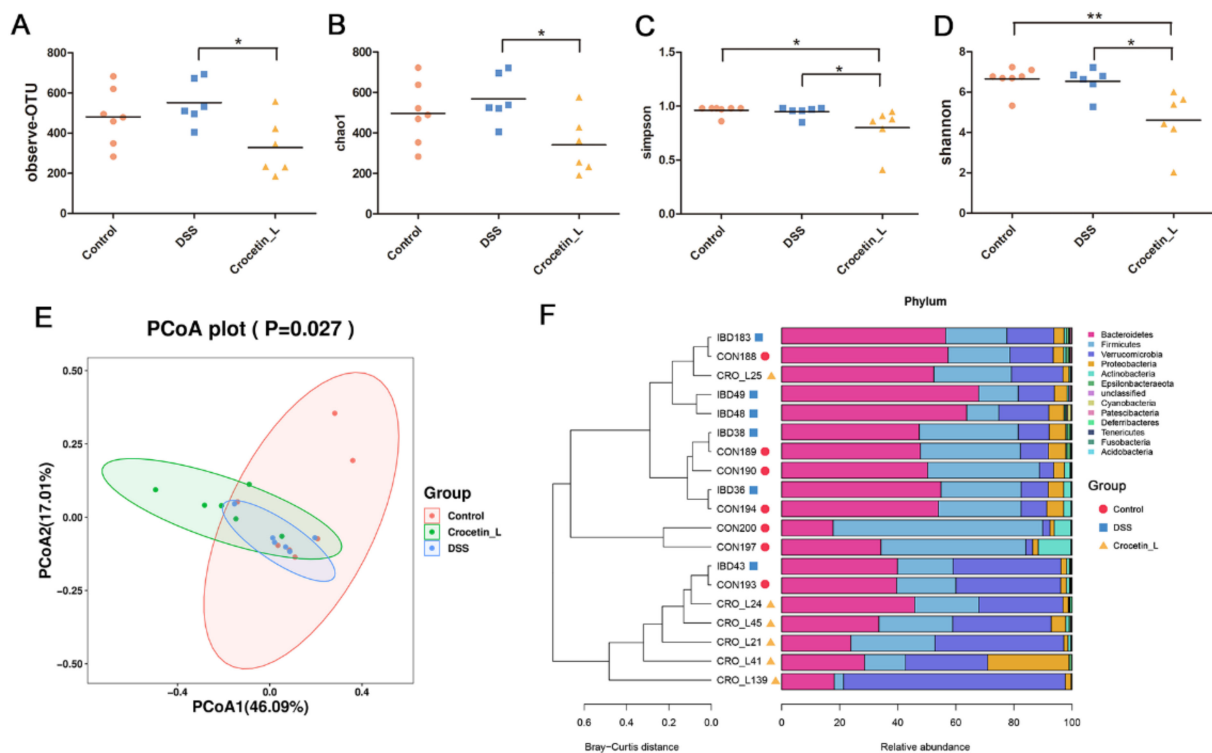 A
B
C
D
*
*
*
*
**
*
800
600
400
200
0
observe-OTU
Control
DSS
Crocetin_L
800
600
400
200
0
chao1
Control
DSS
Crocetin_L
1.5
1.0
0.5
0.0
simpson
Control
DSS
Crocetin_L
8
6
4
2
0
shannon
Control
DSS
Crocetin_L
E
PCoA plot ( P=0.027 )
0.50
0.25
0.00
−0.25
−0.50
PCoA2(17.01%)
−0.4
0.0
0.4
PCoA1(46.09%)
Group
Control
Crocetin_L
DSS
F
Phylum
IBD183
CON188
CRO_L25
IBD49
IBD48
IBD38
CON189
CON190
IBD36
CON194
CON200
CON197
IBD43
CON193
CRO_L24
CRO_L45
CRO_L21
CRO_L41
CRO_L139
0.6
0.4
0.2
0.0
Bray−Curtis distance
0
20
40
60
80
100
Relative abundance
Bacteroidetes
Firmicutes
Verrucomicrobia
Proteobacteria
Actinobacteria
Epsilonbacteraeota
unclassified
Cyanobacteria
Patescibacteria
Deferribacteres
Tenericutes
Fusobacteria
Acidobacteria
Group
Control
DSS
Crocetin_L